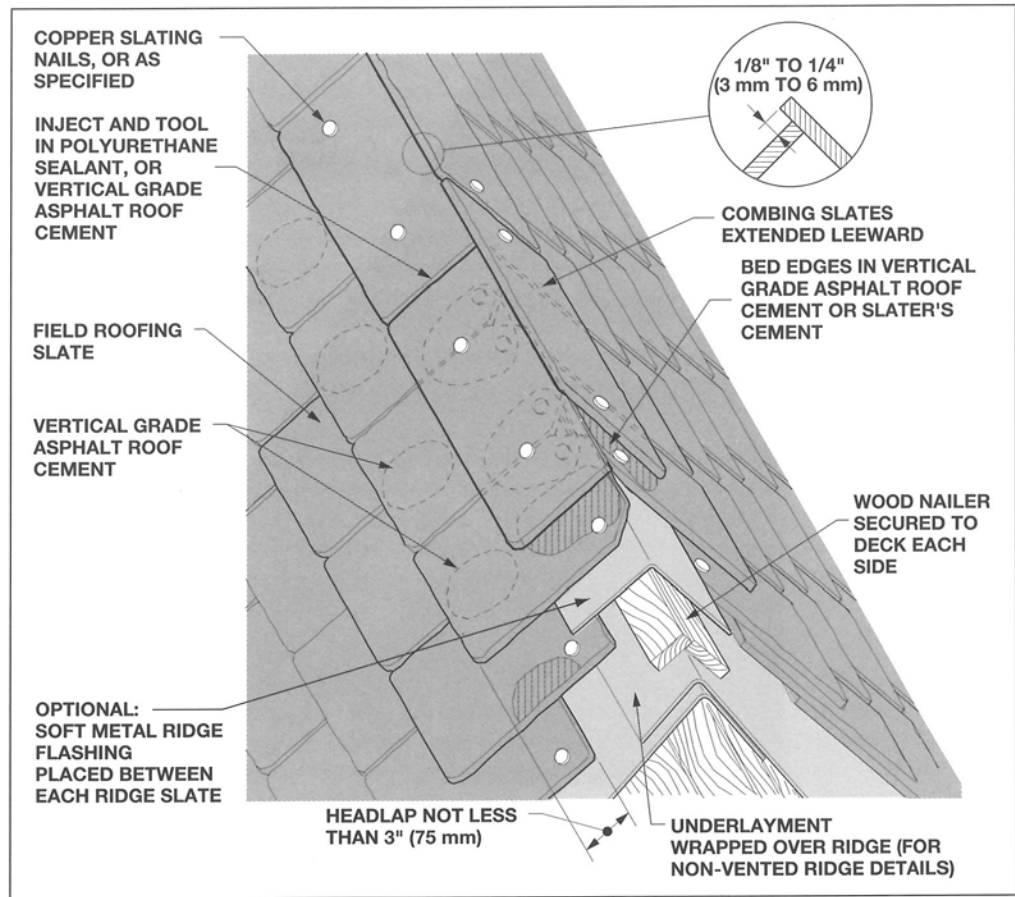 COPPER SLATING
NAILS, OR AS
SPECIFIED
INJECT AND TOOL
IN POLYURETHANE
SEALANT, OR
VERTICAL GRADE
ASPHALT ROOF
CEMENT
FIELD ROOFING
SLATE
VERTICAL GRADE
ASPHALT ROOF
CEMENT
OPTIONAL:
SOFT METAL RIDGE
FLASHING
PLACED BETWEEN
EACH RIDGE SLATE
HEADLAP NOT LESS
THAN 3" (75 mm)
1/8" TO 1/4"
(3 mm TO 6 mm)
COMBING SLATES
EXTENDED LEEWARD
BED EDGES IN VERTICAL
GRADE ASPHALT ROOF
CEMENT OR SLATER'S
CEMENT
WOOD NAILER
SECURED TO
DECK EACH
SIDE
UNDERLAYMENT
WRAPPED OVER RIDGE (FOR
NON-VENTED RIDGE DETAILS)